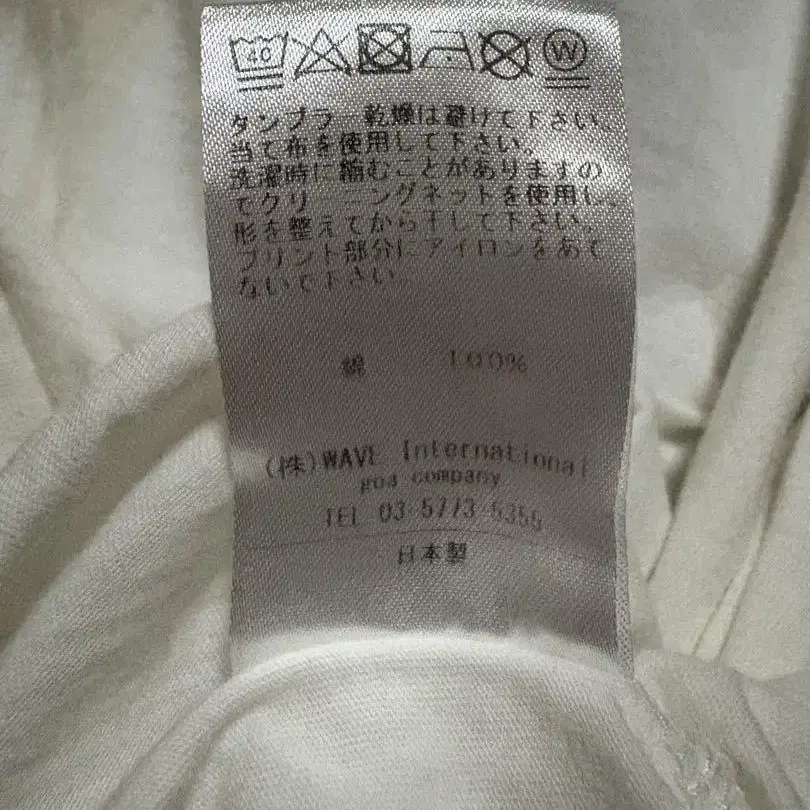 40 W
タンブラー乾燥は避けて下さい。
当て布を使用して下さい。
洗濯時に縮むことがありますの
でクリーニングネットを使用し、
形を整えてから干して下さい。
プリント部分にアイロンをあて
ないで下さい。
綿 100%
(株)WAVE International
goa company
TEL 03-5773-5355
日本製